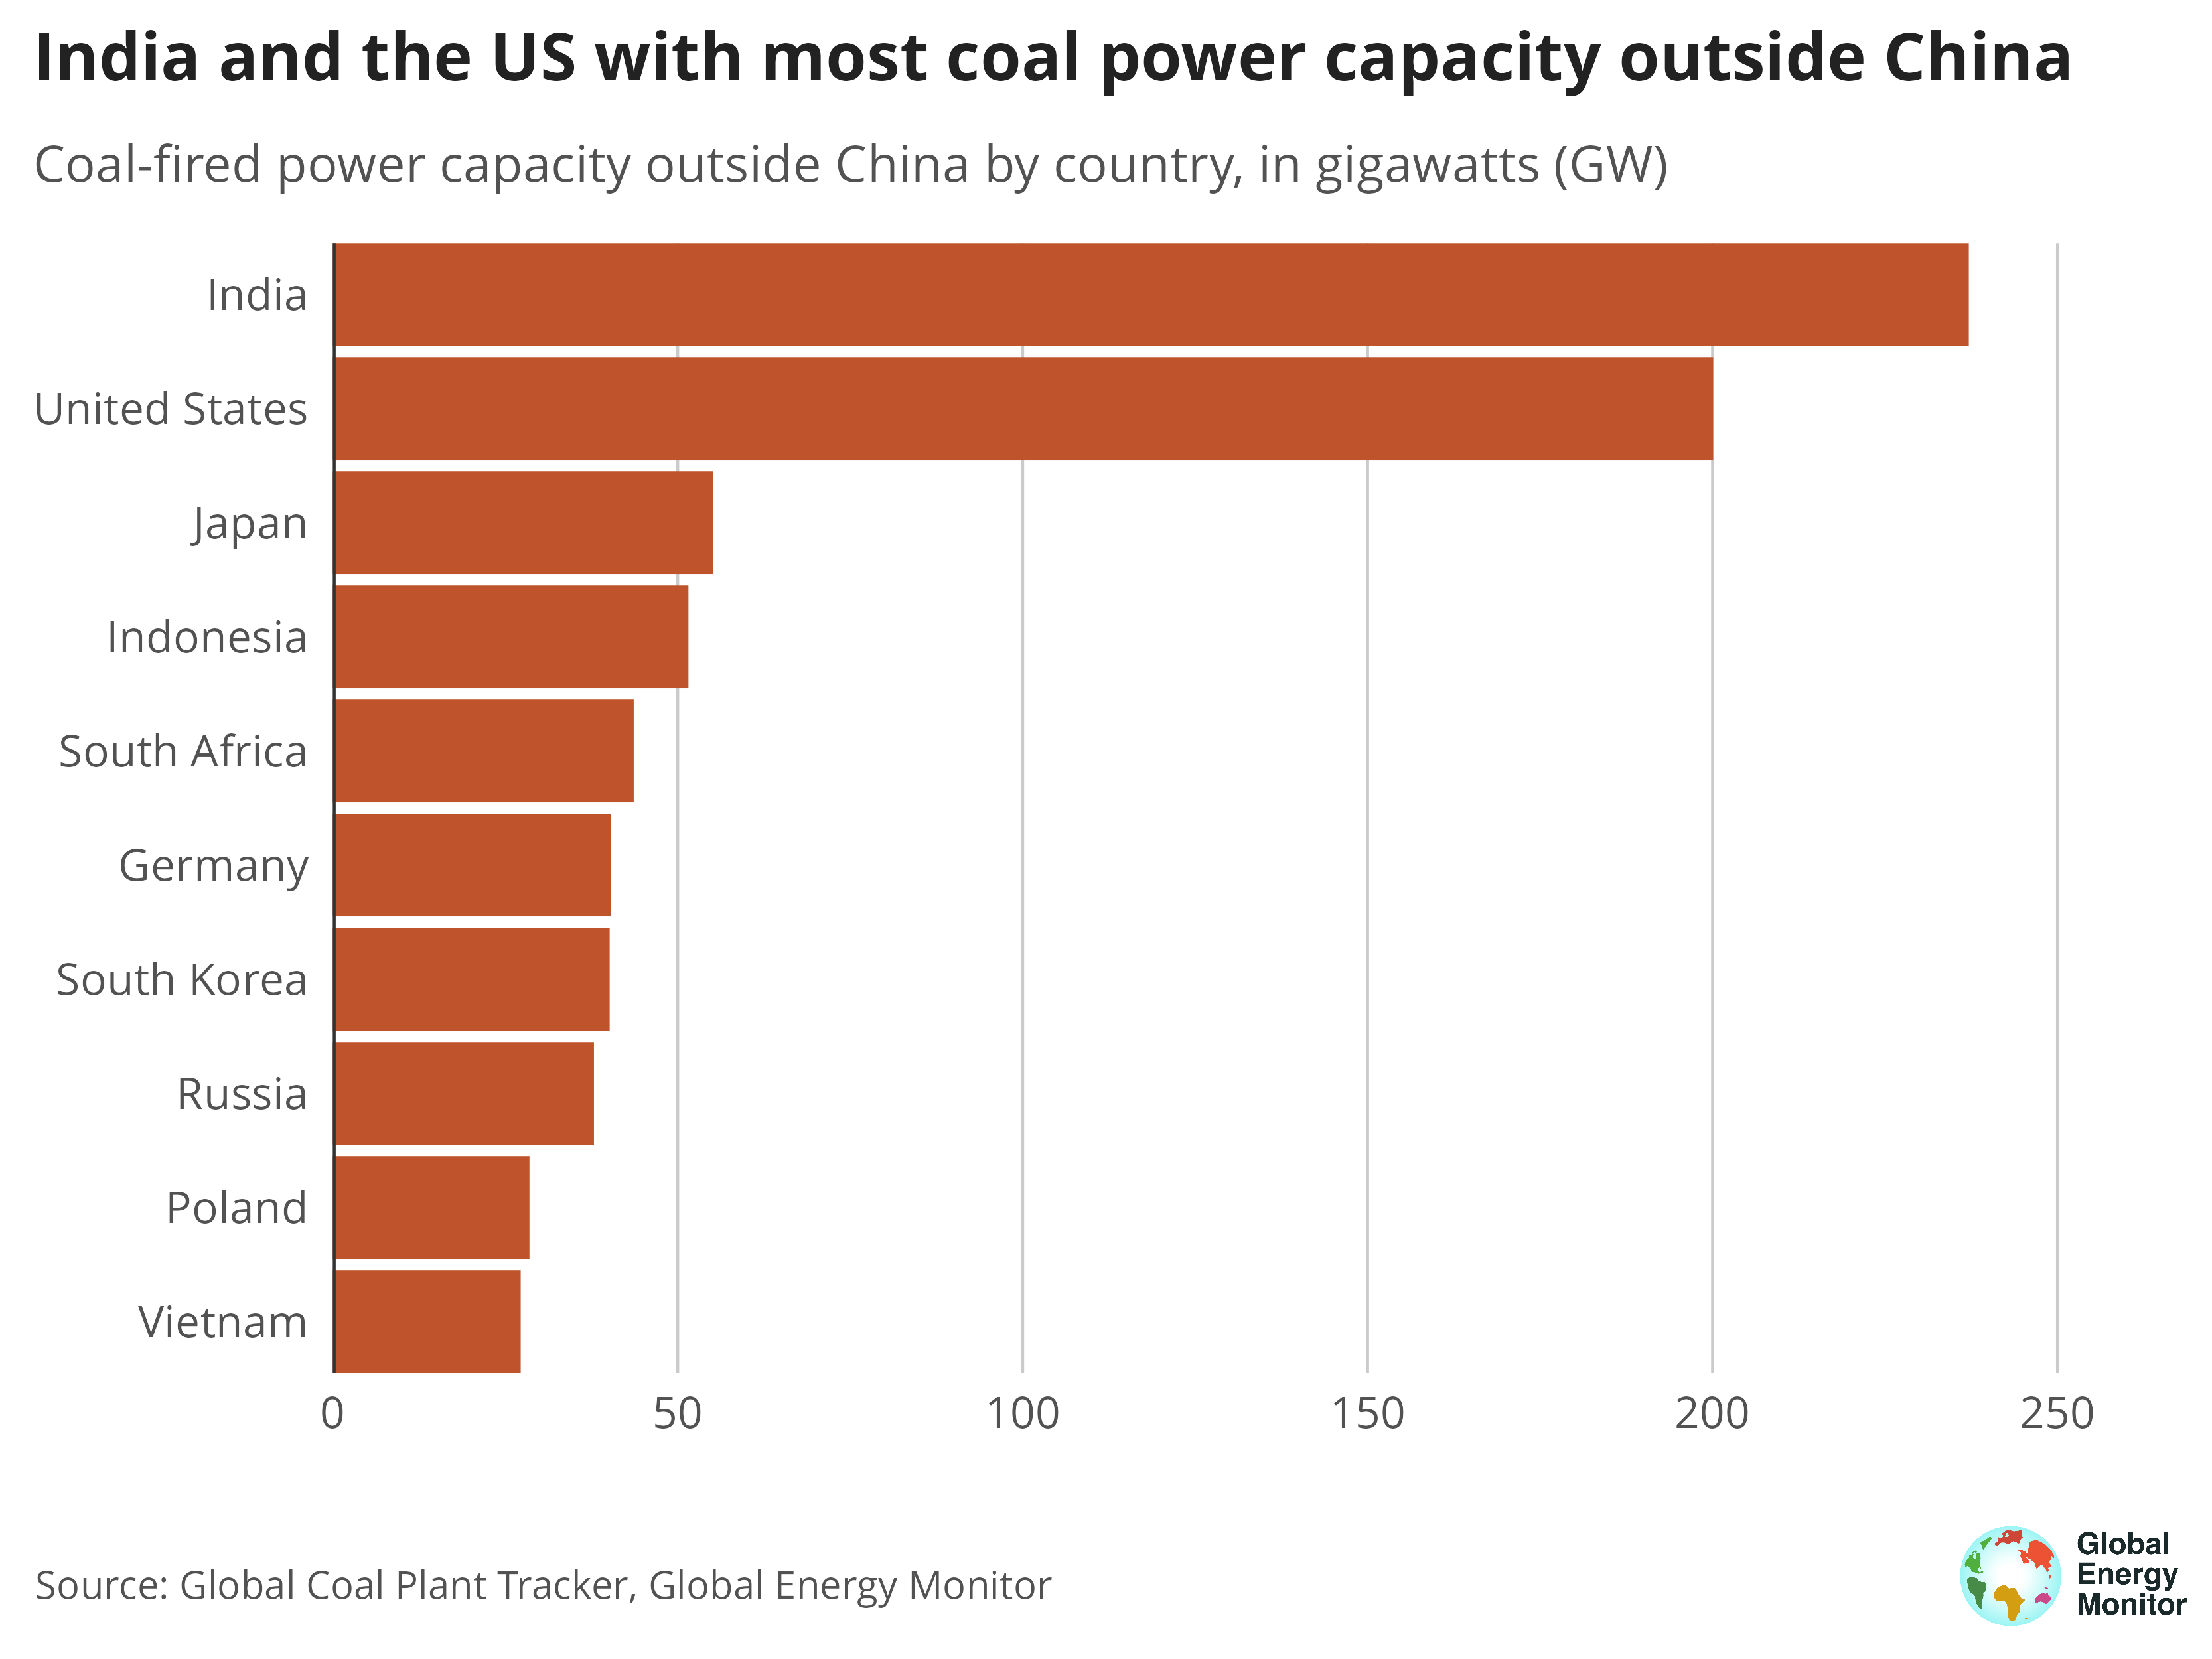 India and the US with most coal power capacity outside China
Coal-fired power capacity outside China by country, in gigawatts (GW)
India
United States
Japan
Indonesia
South Africa
Germany
South Korea
Russia
Poland
Vietnam
0 50 100 150 200 250
Source: Global Coal Plant Tracker, Global Energy Monitor
Global
Energy
Monitor